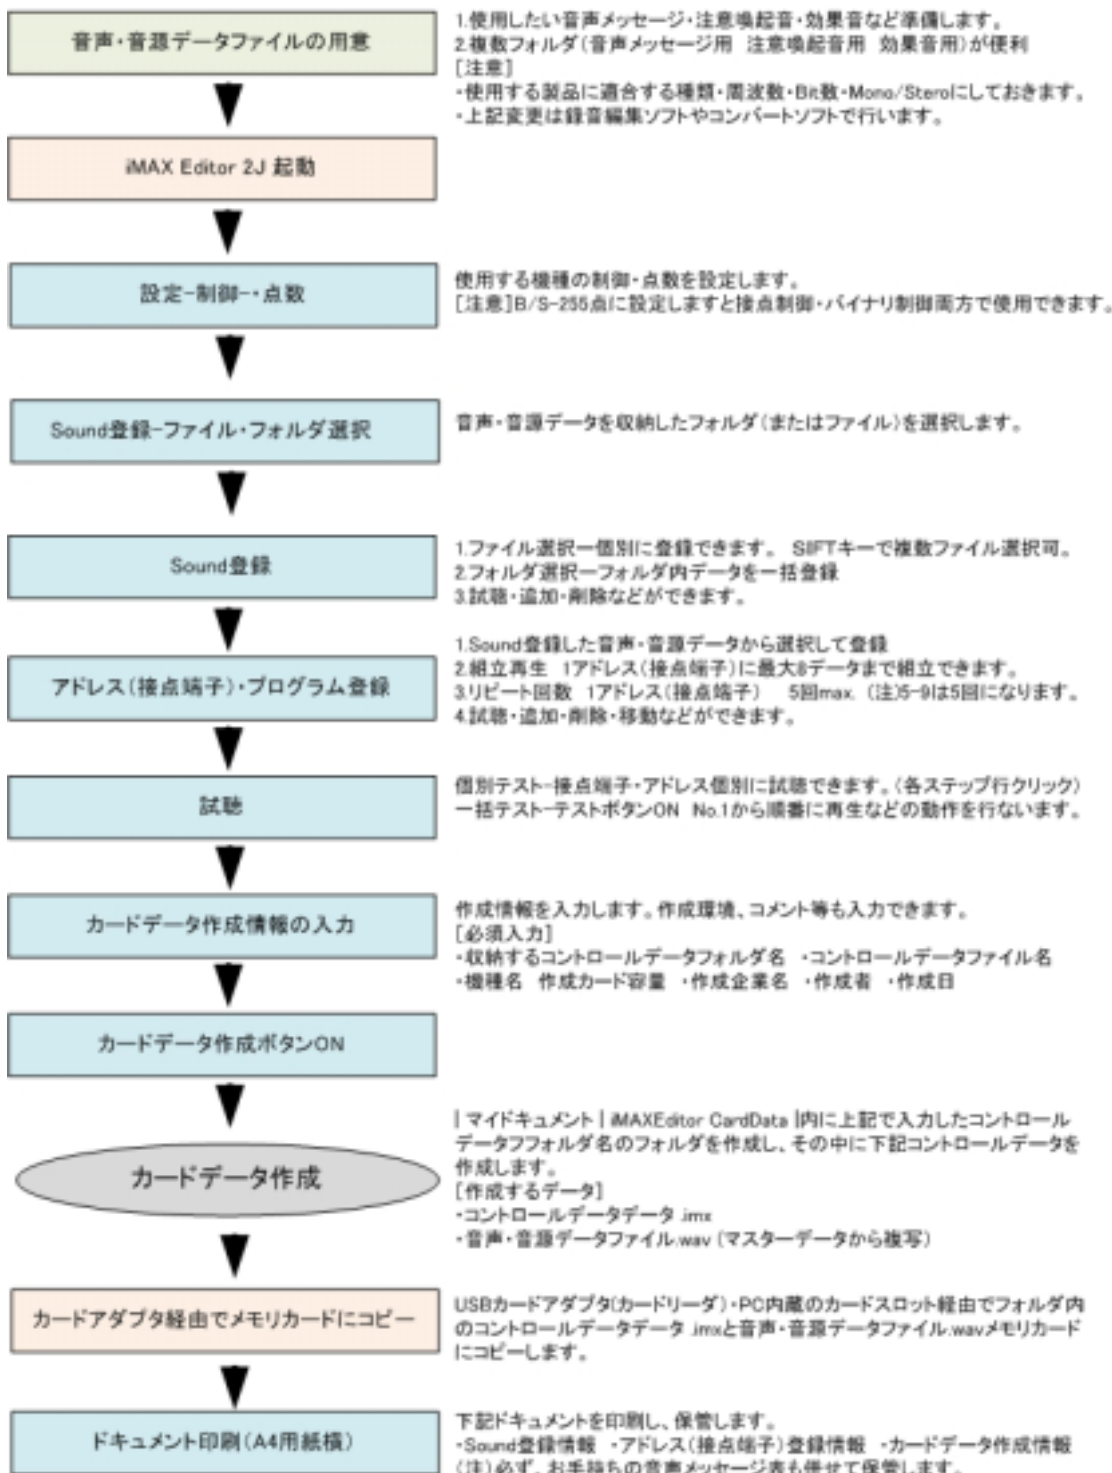 音声・音源データファイルの用意
1.使用したい音声メッセージ・注意喚起音・効果音など準備します。
2.複数フォルダ(音声メッセージ用 注意喚起音用 効果音用)が便利
[注意]
・使用する製品に適合する種類・周波数・Bit数・Mono/Steroにしておきます。
・上記変更は録音編集ソフトやコンバートソフトで行います。
iMAX Editor 2J 起動
設定-制御-・点数
使用する機種の制御・点数を設定します。
[注意]B/S-255点に設定しますと接点制御・バイナリ制御両方で使用できます。
Sound登録-ファイル・フォルダ選択
音声・音源データを収納したフォルダ(またはファイル)を選択します。
Sound登録
1.ファイル選択ー個別に登録できます。 SIFTキーで複数ファイル選択可。
2.フォルダ選択ーフォルダ内データを一括登録
3.試聴・追加・削除などができます。
アドレス(接点端子)・プログラム登録
1.Sound登録した音声・音源データから選択して登録
2.組立再生 1アドレス(接点端子)に最大8データまで組立できます。
3.リピート回数 1アドレス(接点端子) 5回max. (注)5-9は5回になります。
4.試聴・追加・削除・移動などができます。
試聴
個別テスト-接点端子・アドレス個別に試聴できます。(各ステップ行クリック)
一括テスト-テストボタンON No.1から順番に再生などの動作を行ないます。
カードデータ作成情報の入力
作成情報を入力します。作成環境、コメント等も入力できます。
[必須入力]
・収納するコントロールデータフォルダ名 ・コントロールデータファイル名
・機種名 作成カード容量 ・作成企業名 ・作成者 ・作成日
カードデータ作成ボタンON
カードデータ作成
| マイドキュメント | iMAXEditor CardData |内に上記で入力したコントロール
データフフォルダ名のフォルダを作成し、その中に下記コントロールデータを
作成します。
[作成するデータ]
・コントロールデータデータ .imx
・音声・音源データファイル.wav (マスターデータから複写)
カードアダプタ経由でメモリカードにコピー
USBカードアダプタ(カードリーダ)・PC内蔵のカードスロット経由でフォルダ内
のコントロールデータデータ .imxと音声・音源データファイル.wavメモリカード
にコピーします。
ドキュメント印刷(A4用紙横)
下記ドキュメントを印刷し、保管します。
・Sound登録情報 ・アドレス(接点端子)登録情報 ・カードデータ作成情報
(注)必ず、お手持ちの音声メッセージ表も併せて保管します。